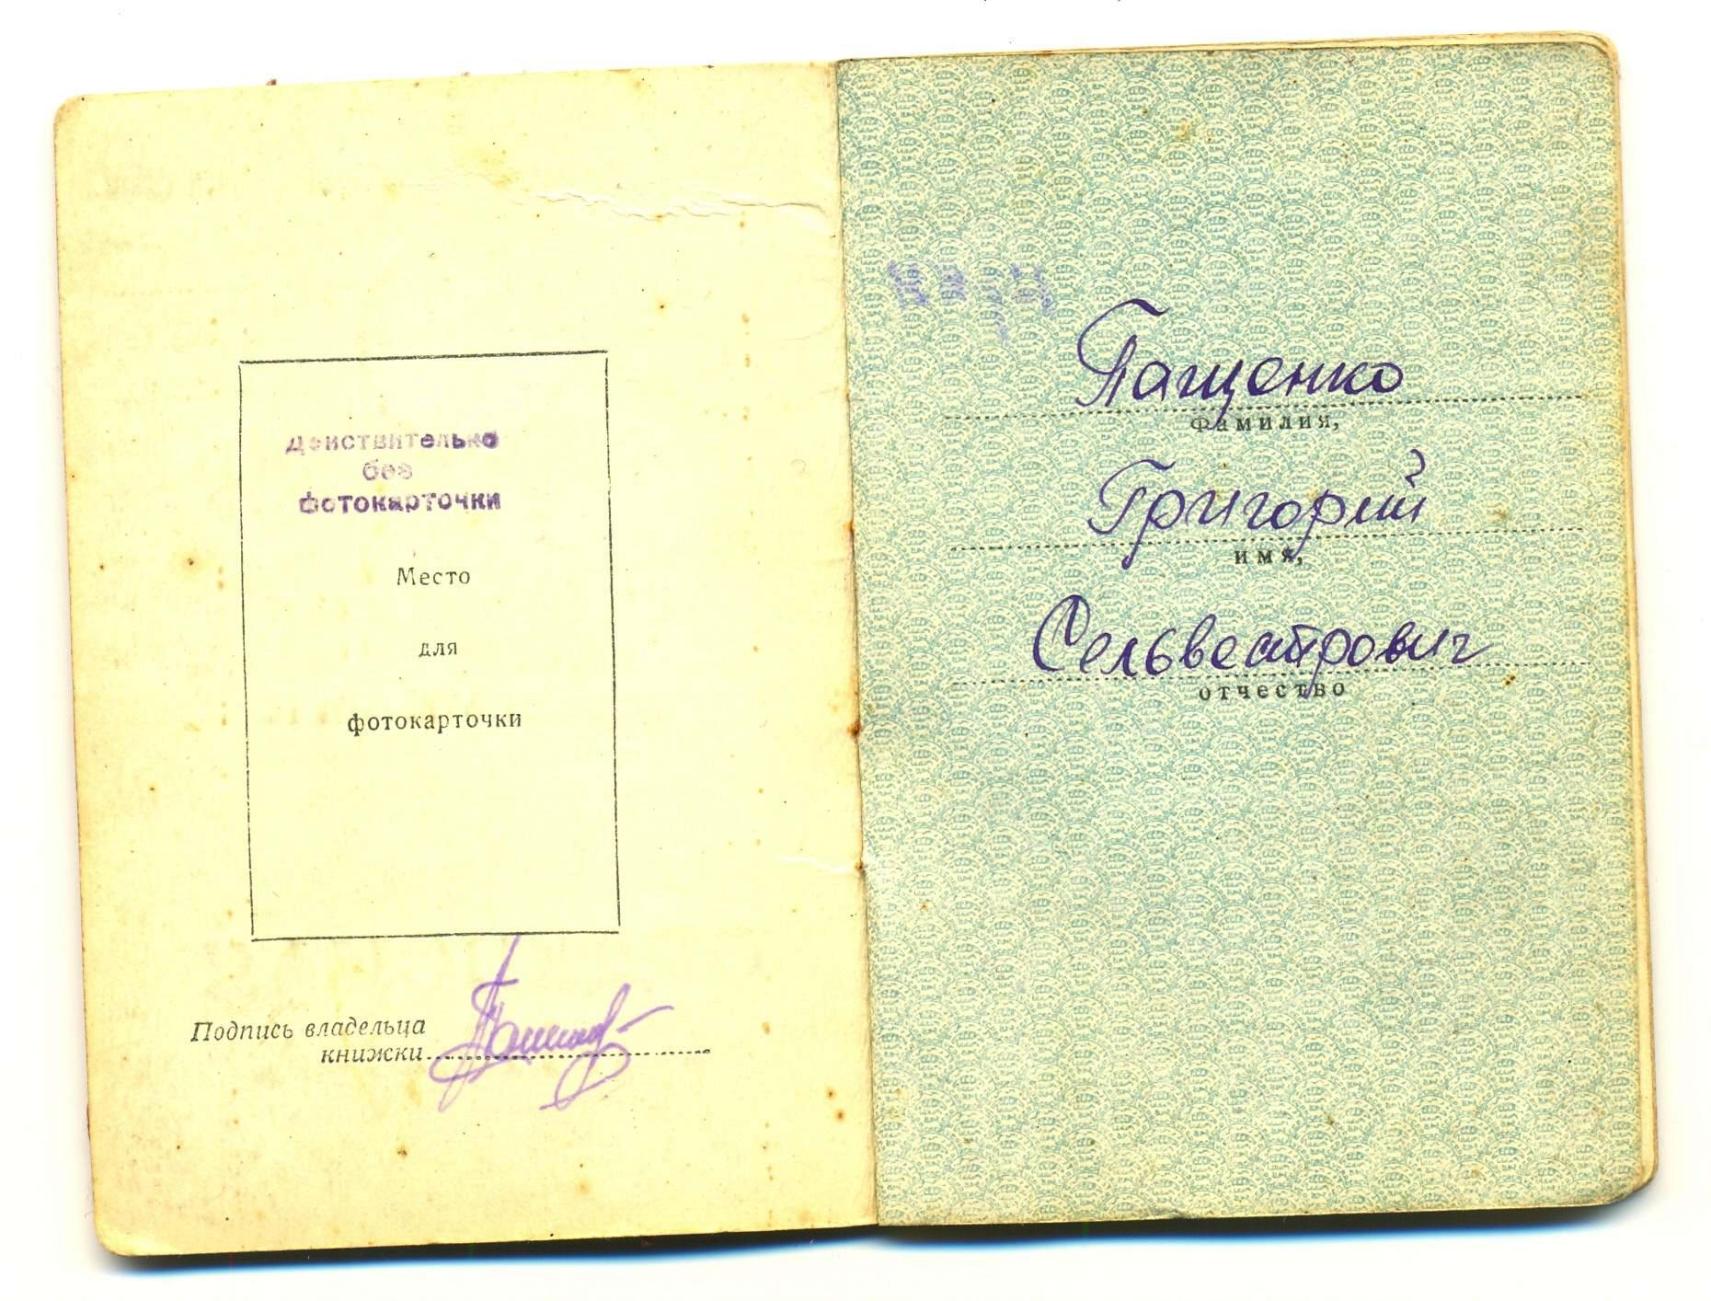 Действительно
без
фотокарточки
Место
для
фотокарточки
Подпись владельца
книжки
Пащенко
Фамилия,
Григорий
имя,
Сельвестрович
отчество